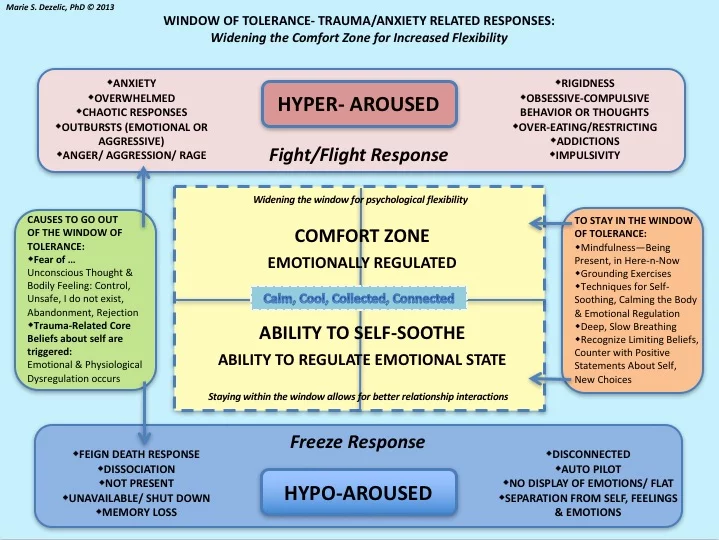 Marie S. Dezelic, PhD © 2013
WINDOW OF TOLERANCE- TRAUMA/ANXIETY RELATED RESPONSES:
Widening the Comfort Zone for Increased Flexibility
❖ANXIETY
❖OVERWHELMED
❖CHAOTIC RESPONSES
❖OUTBURSTS (EMOTIONAL OR
AGGRESSIVE)
❖ANGER/ AGGRESSION/ RAGE
HYPER- AROUSED
Fight/Flight Response
❖RIGIDNESS
❖OBSESSIVE-COMPULSIVE
BEHAVIOR OR THOUGHTS
❖OVER-EATING/RESTRICTING
❖ADDICTIONS
❖IMPULSIVITY
CAUSES TO GO OUT
OF THE WINDOW OF
TOLERANCE:
❖Fear of …
Unconscious Thought &
Bodily Feeling: Control,
Unsafe, I do not exist,
Abandonment, Rejection
❖Trauma-Related Core
Beliefs about self are
triggered:
Emotional & Physiological
Dysregulation occurs
Widening the window for psychological flexibility
COMFORT ZONE
EMOTIONALLY REGULATED
Calm, Cool, Collected, Connected
ABILITY TO SELF-SOOTHE
ABILITY TO REGULATE EMOTIONAL STATE
Staying within the window allows for better relationship interactions
TO STAY IN THE WINDOW
OF TOLERANCE:
❖Mindfulness—Being
Present, in Here-n-Now
❖Grounding Exercises
❖Techniques for Self-
Soothing, Calming the Body
& Emotional Regulation
❖Deep, Slow Breathing
❖Recognize Limiting Beliefs,
Counter with Positive
Statements About Self,
New Choices
❖FEIGN DEATH RESPONSE
❖DISSOCIATION
❖NOT PRESENT
❖UNAVAILABLE/ SHUT DOWN
❖MEMORY LOSS
Freeze Response
HYPO-AROUSED
❖DISCONNECTED
❖AUTO PILOT
❖NO DISPLAY OF EMOTIONS/ FLAT
❖SEPARATION FROM SELF, FEELINGS
& EMOTIONS